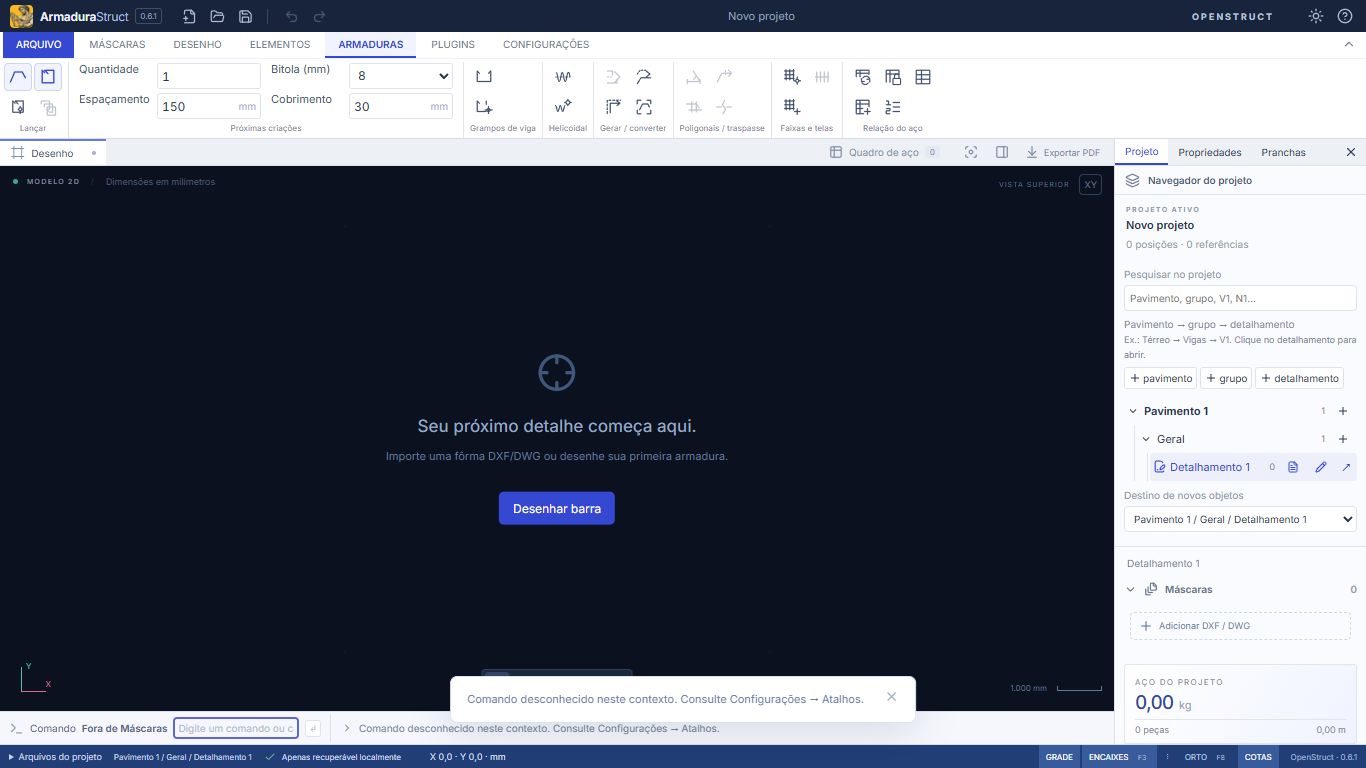 ArmaduraStruct 0.6.1 Novo projeto OPENSTRUCT
ARQUIVO MÁSCARAS DESENHO ELEMENTOS ARMADURAS PLUGINS CONFIGURAÇÕES
Quantidade 1 Bitola (mm) 8
Espaçamento 150 mm Cobrimento 30 mm
Lançar Próximas criações Grampos de viga Helicoidal Gerar / converter Poligonais / traspasse Faixas e telas Relação do aço
Desenho Quadro de aço 0 Exportar PDF
MODELO 2D / Dimensões em milímetros VISTA SUPERIOR XY
Seu próximo detalhe começa aqui.
Importe uma fôrma DXF/DWG ou desenhe sua primeira armadura.
Desenhar barra
Y
X
1.000 mm
Projeto Propriedades Pranchas
Navegador do projeto
PROJETO ATIVO
Novo projeto
0 posições · 0 referências
Pesquisar no projeto
Pavimento, grupo, V1, N1...
Pavimento → grupo → detalhamento
Ex.: Térreo → Vigas → V1. Clique no detalhamento para
abrir.
+ pavimento + grupo + detalhamento
Pavimento 1 1 +
Geral 1 +
Detalhamento 1 0
Destino de novos objetos
Pavimento 1 / Geral / Detalhamento 1
Detalhamento 1
Máscaras 0
+ Adicionar DXF / DWG
AÇO DO PROJETO
0,00 kg
0 peças 0,00 m
Comando desconhecido neste contexto. Consulte Configurações → Atalhos.
Comando Fora de Máscaras Digite um comando ou c Comando desconhecido neste contexto. Consulte Configurações → Atalhos.
Arquivos do projeto Pavimento 1 / Geral / Detalhamento 1 Apenas recuperável localmente X 0,0 · Y 0,0 · mm GRADE ENCAIXES F3 ORTO F8 COTAS OpenStruct · 0.6.1